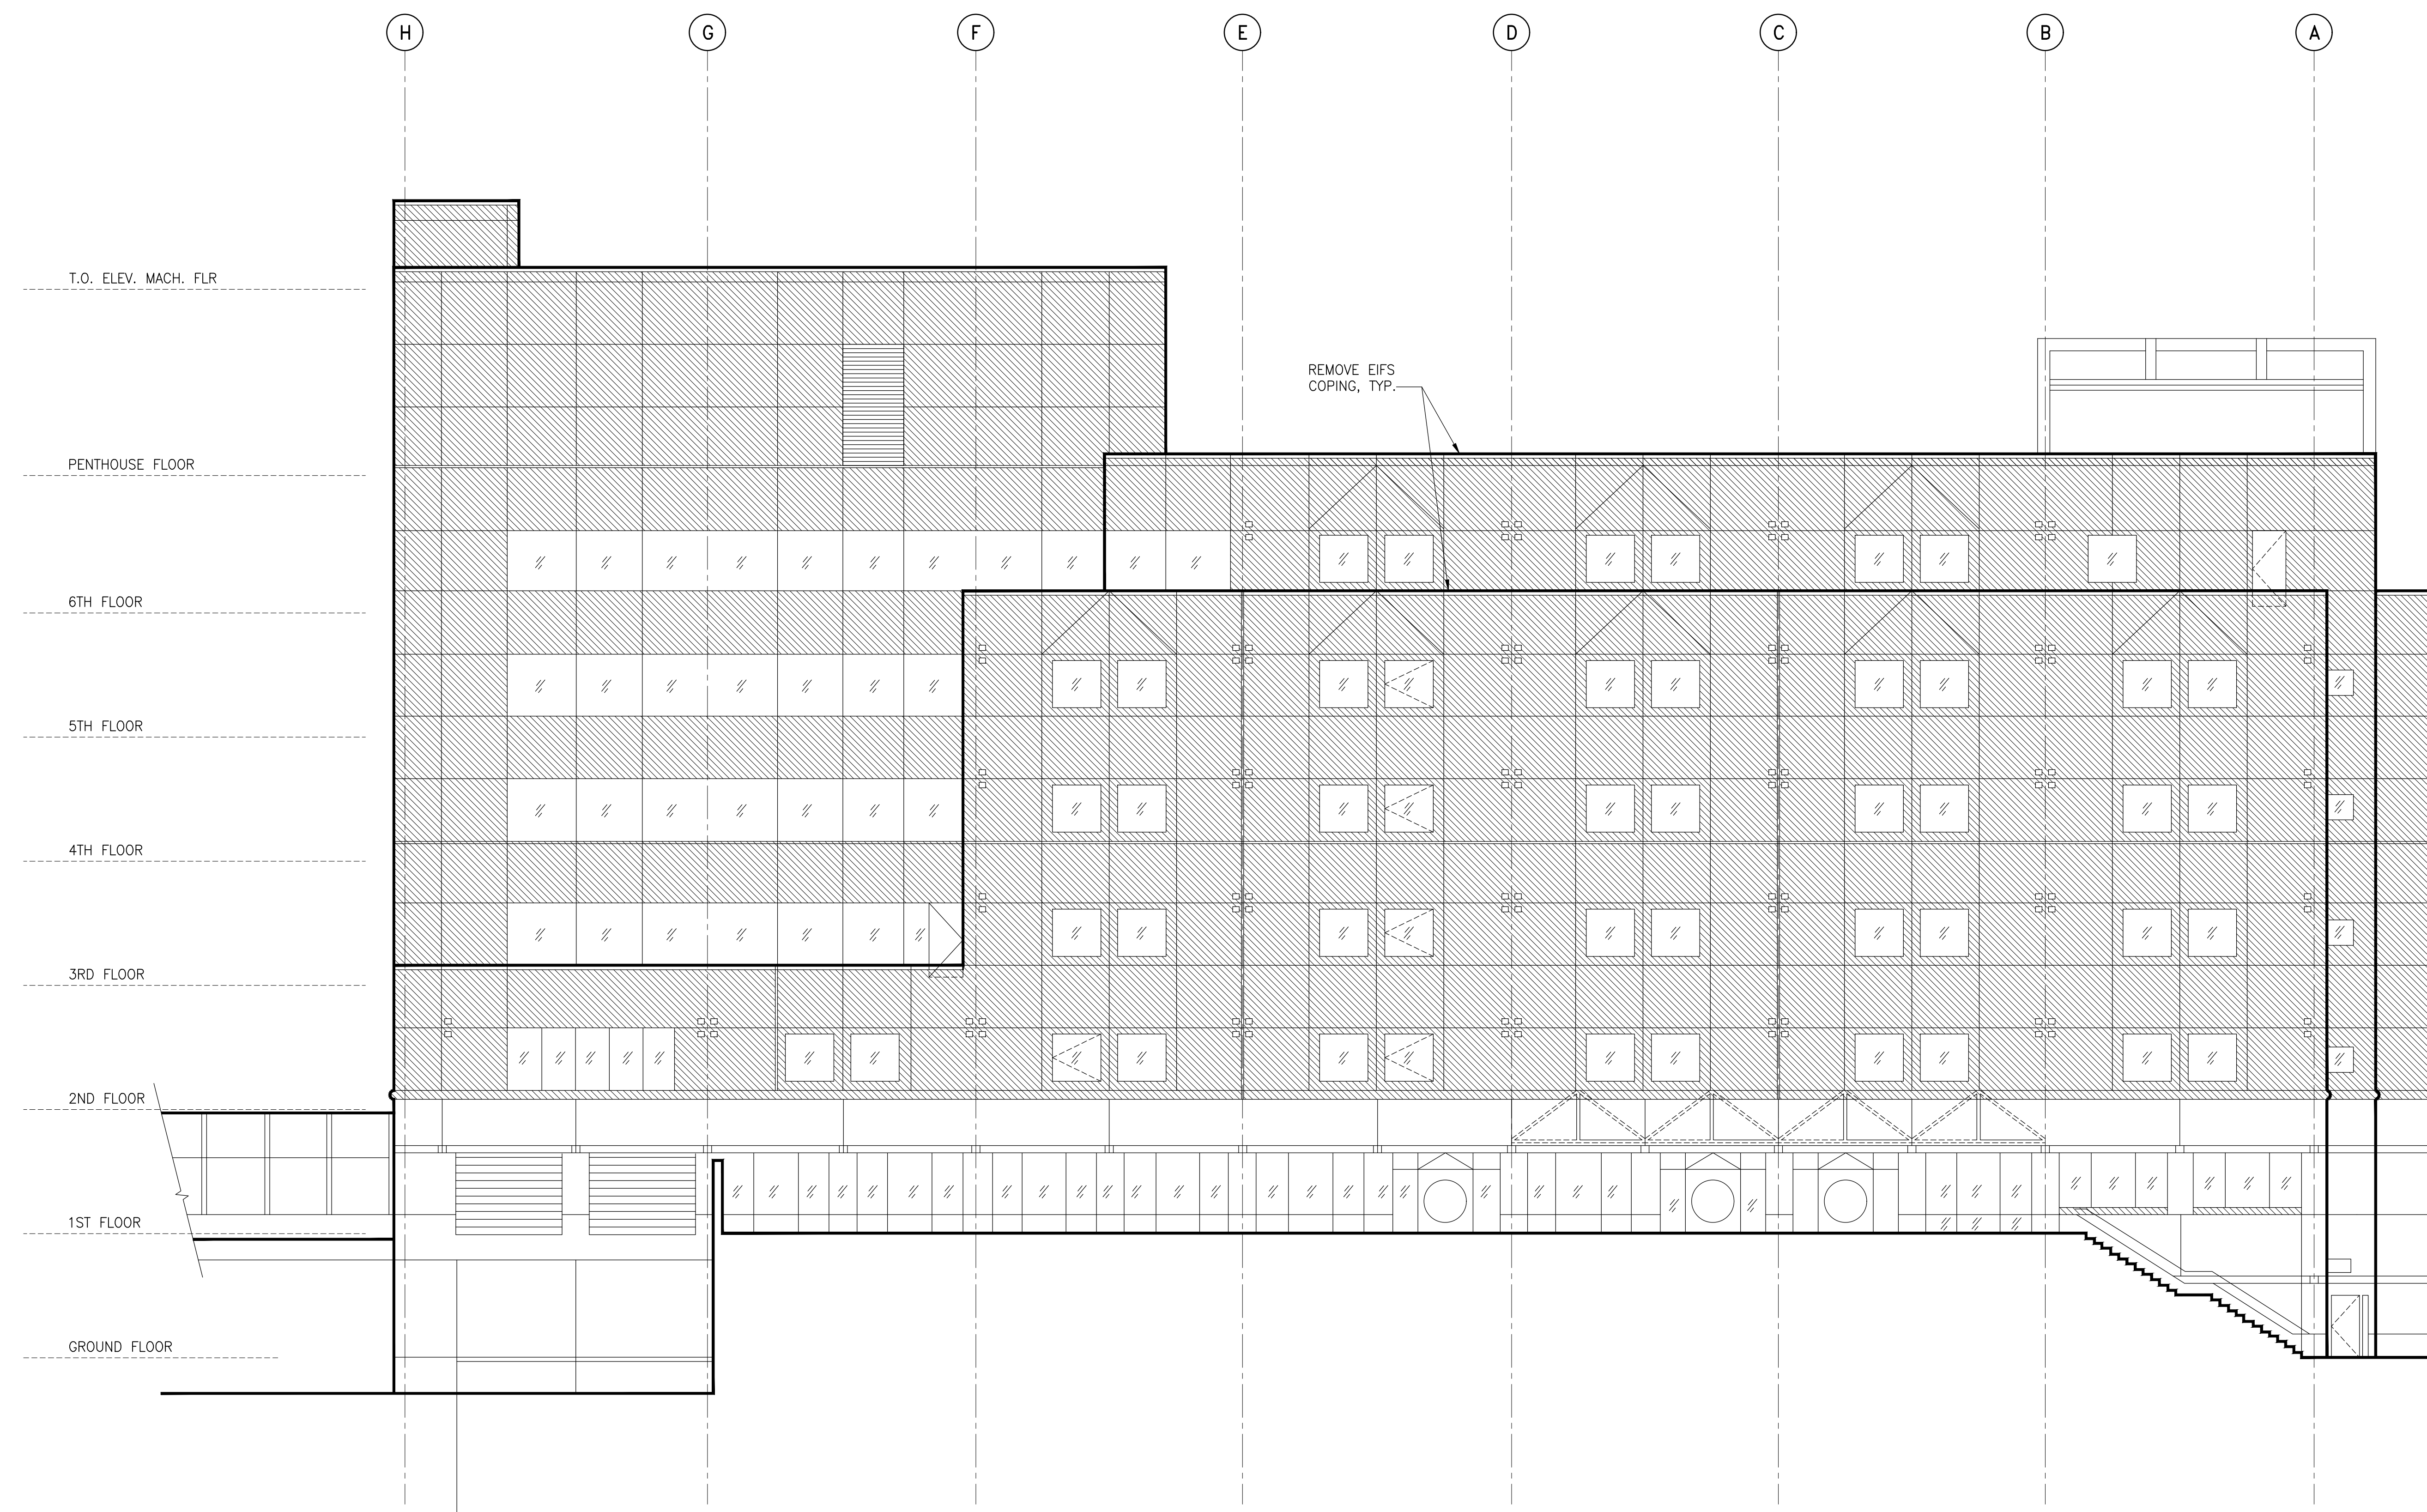 H
G
F
E
D
C
B
A
T.O. ELEV. MACH. FLR
REMOVE EIFS
COPING, TYP.
PENTHOUSE FLOOR
6TH FLOOR
5TH FLOOR
4TH FLOOR
3RD FLOOR
2ND FLOOR
1ST FLOOR
GROUND FLOOR